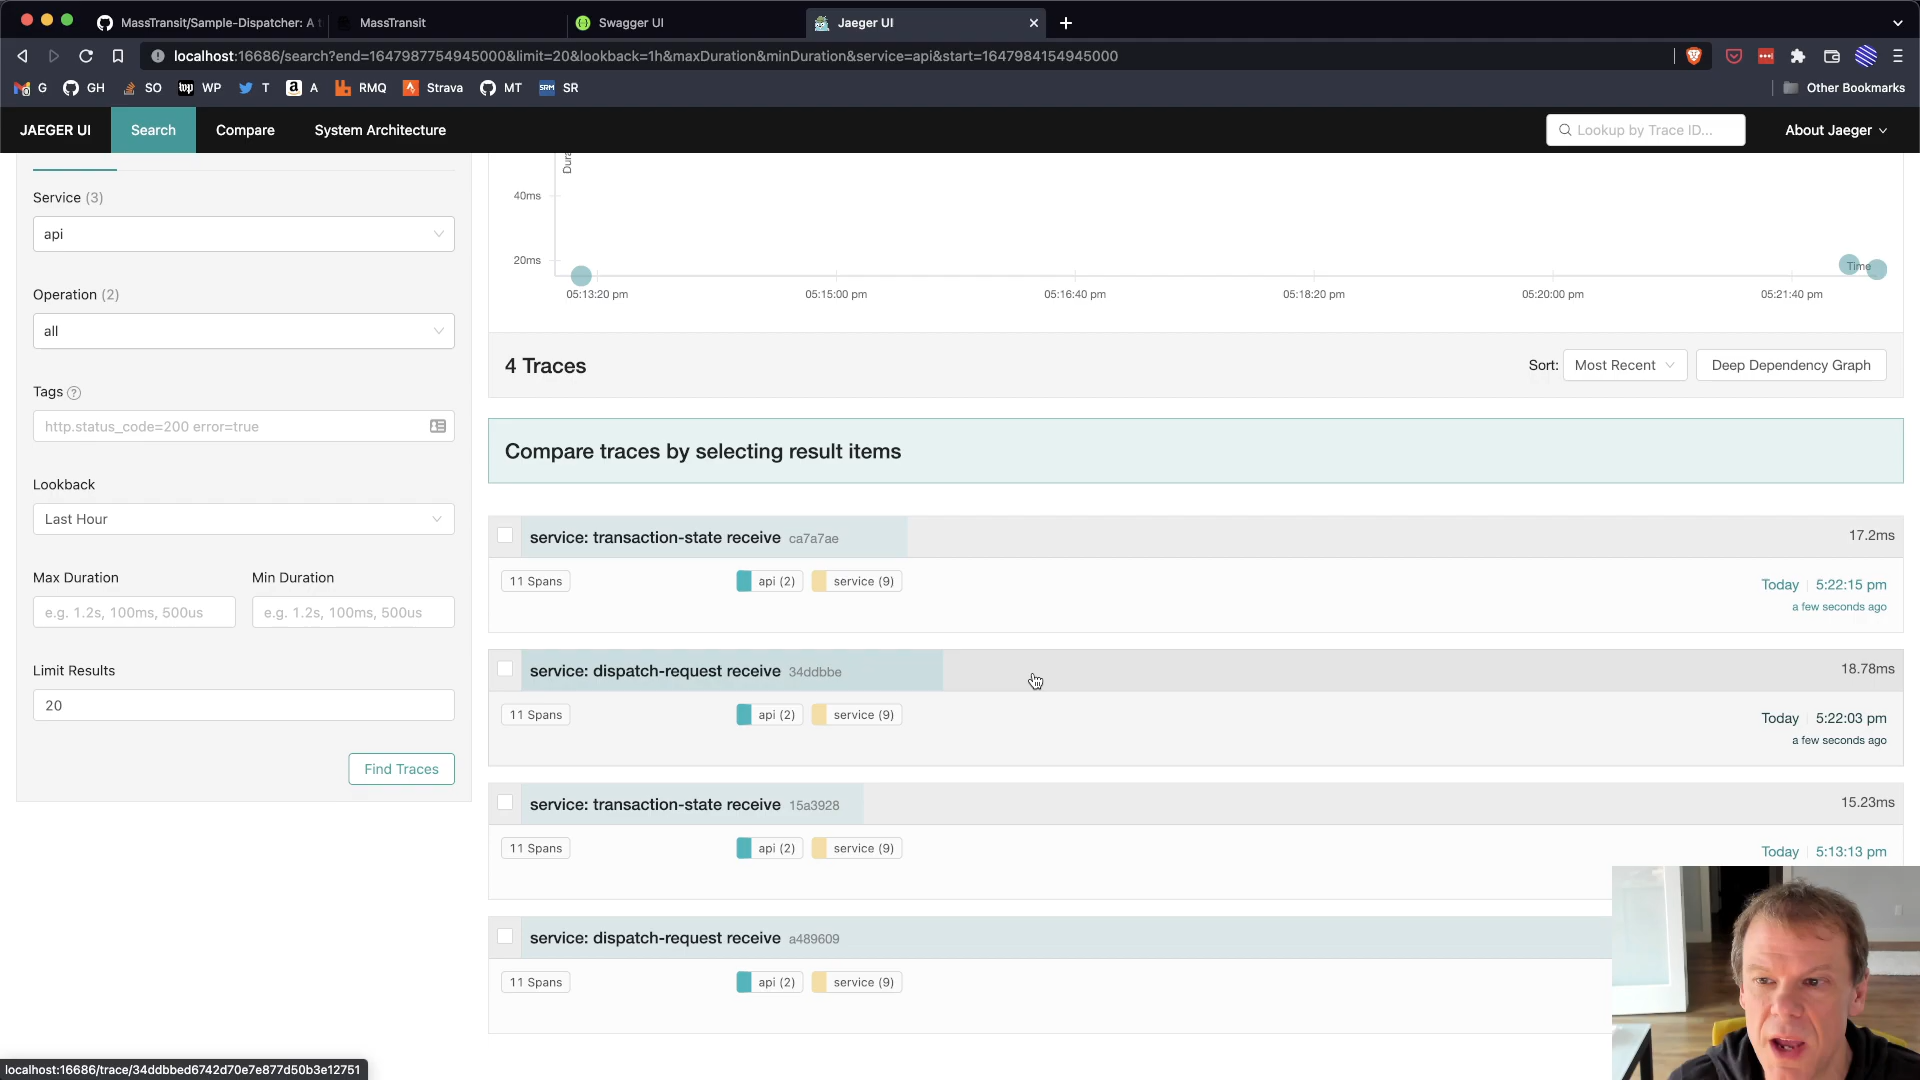 MassTransit/Sample-Dispatcher: A t
MassTransit
Swagger UI
Jaeger UI
localhost:16686/search?end=1647987754945000&limit=20&lookback=1h&maxDuration&minDuration&service=api&start=1647984154945000
G
GH
SO
wp WP
T
a A
RMQ
Strava
MT
SRM SR
Other Bookmarks
JAEGER UI
Search
Compare
System Architecture
Lookup by Trace ID...
About Jaeger
Service (3)
api
Operation (2)
all
Tags ?
http.status_code=200 error=true
Lookback
Last Hour
Max Duration
Min Duration
e.g. 1.2s, 100ms, 500us
e.g. 1.2s, 100ms, 500us
Limit Results
20
Find Traces
Dura
40ms
20ms
Time
05:13:20 pm
05:15:00 pm
05:16:40 pm
05:18:20 pm
05:20:00 pm
05:21:40 pm
4 Traces
Sort: Most Recent
Deep Dependency Graph
Compare traces by selecting result items
service: transaction-state receive ca7a7ae
17.2ms
11 Spans
api (2)
service (9)
Today 5:22:15 pm
a few seconds ago
service: dispatch-request receive 34ddbbe
18.78ms
11 Spans
api (2)
service (9)
Today 5:22:03 pm
a few seconds ago
service: transaction-state receive 15a3928
15.23ms
11 Spans
api (2)
service (9)
Today 5:13:13 pm
service: dispatch-request receive a489609
11 Spans
api (2)
service (9)
localhost:16686/trace/34ddbbed6742d70e7e877d50b3e12751